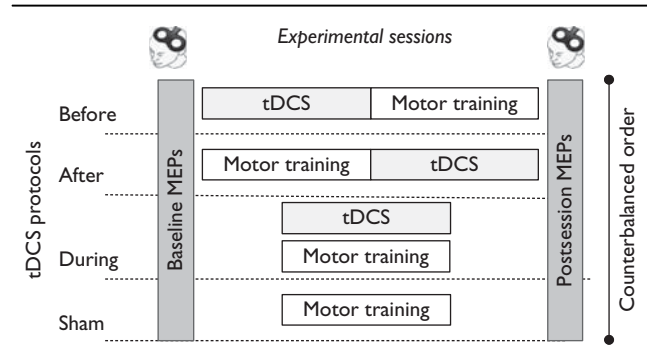 Experimental sessions
tDCS protocols
Baseline MEPs
Postsession MEPs
Counterbalanced order
Before
tDCS
Motor training
After
Motor training
tDCS
tDCS
During
Motor training
Sham
Motor training